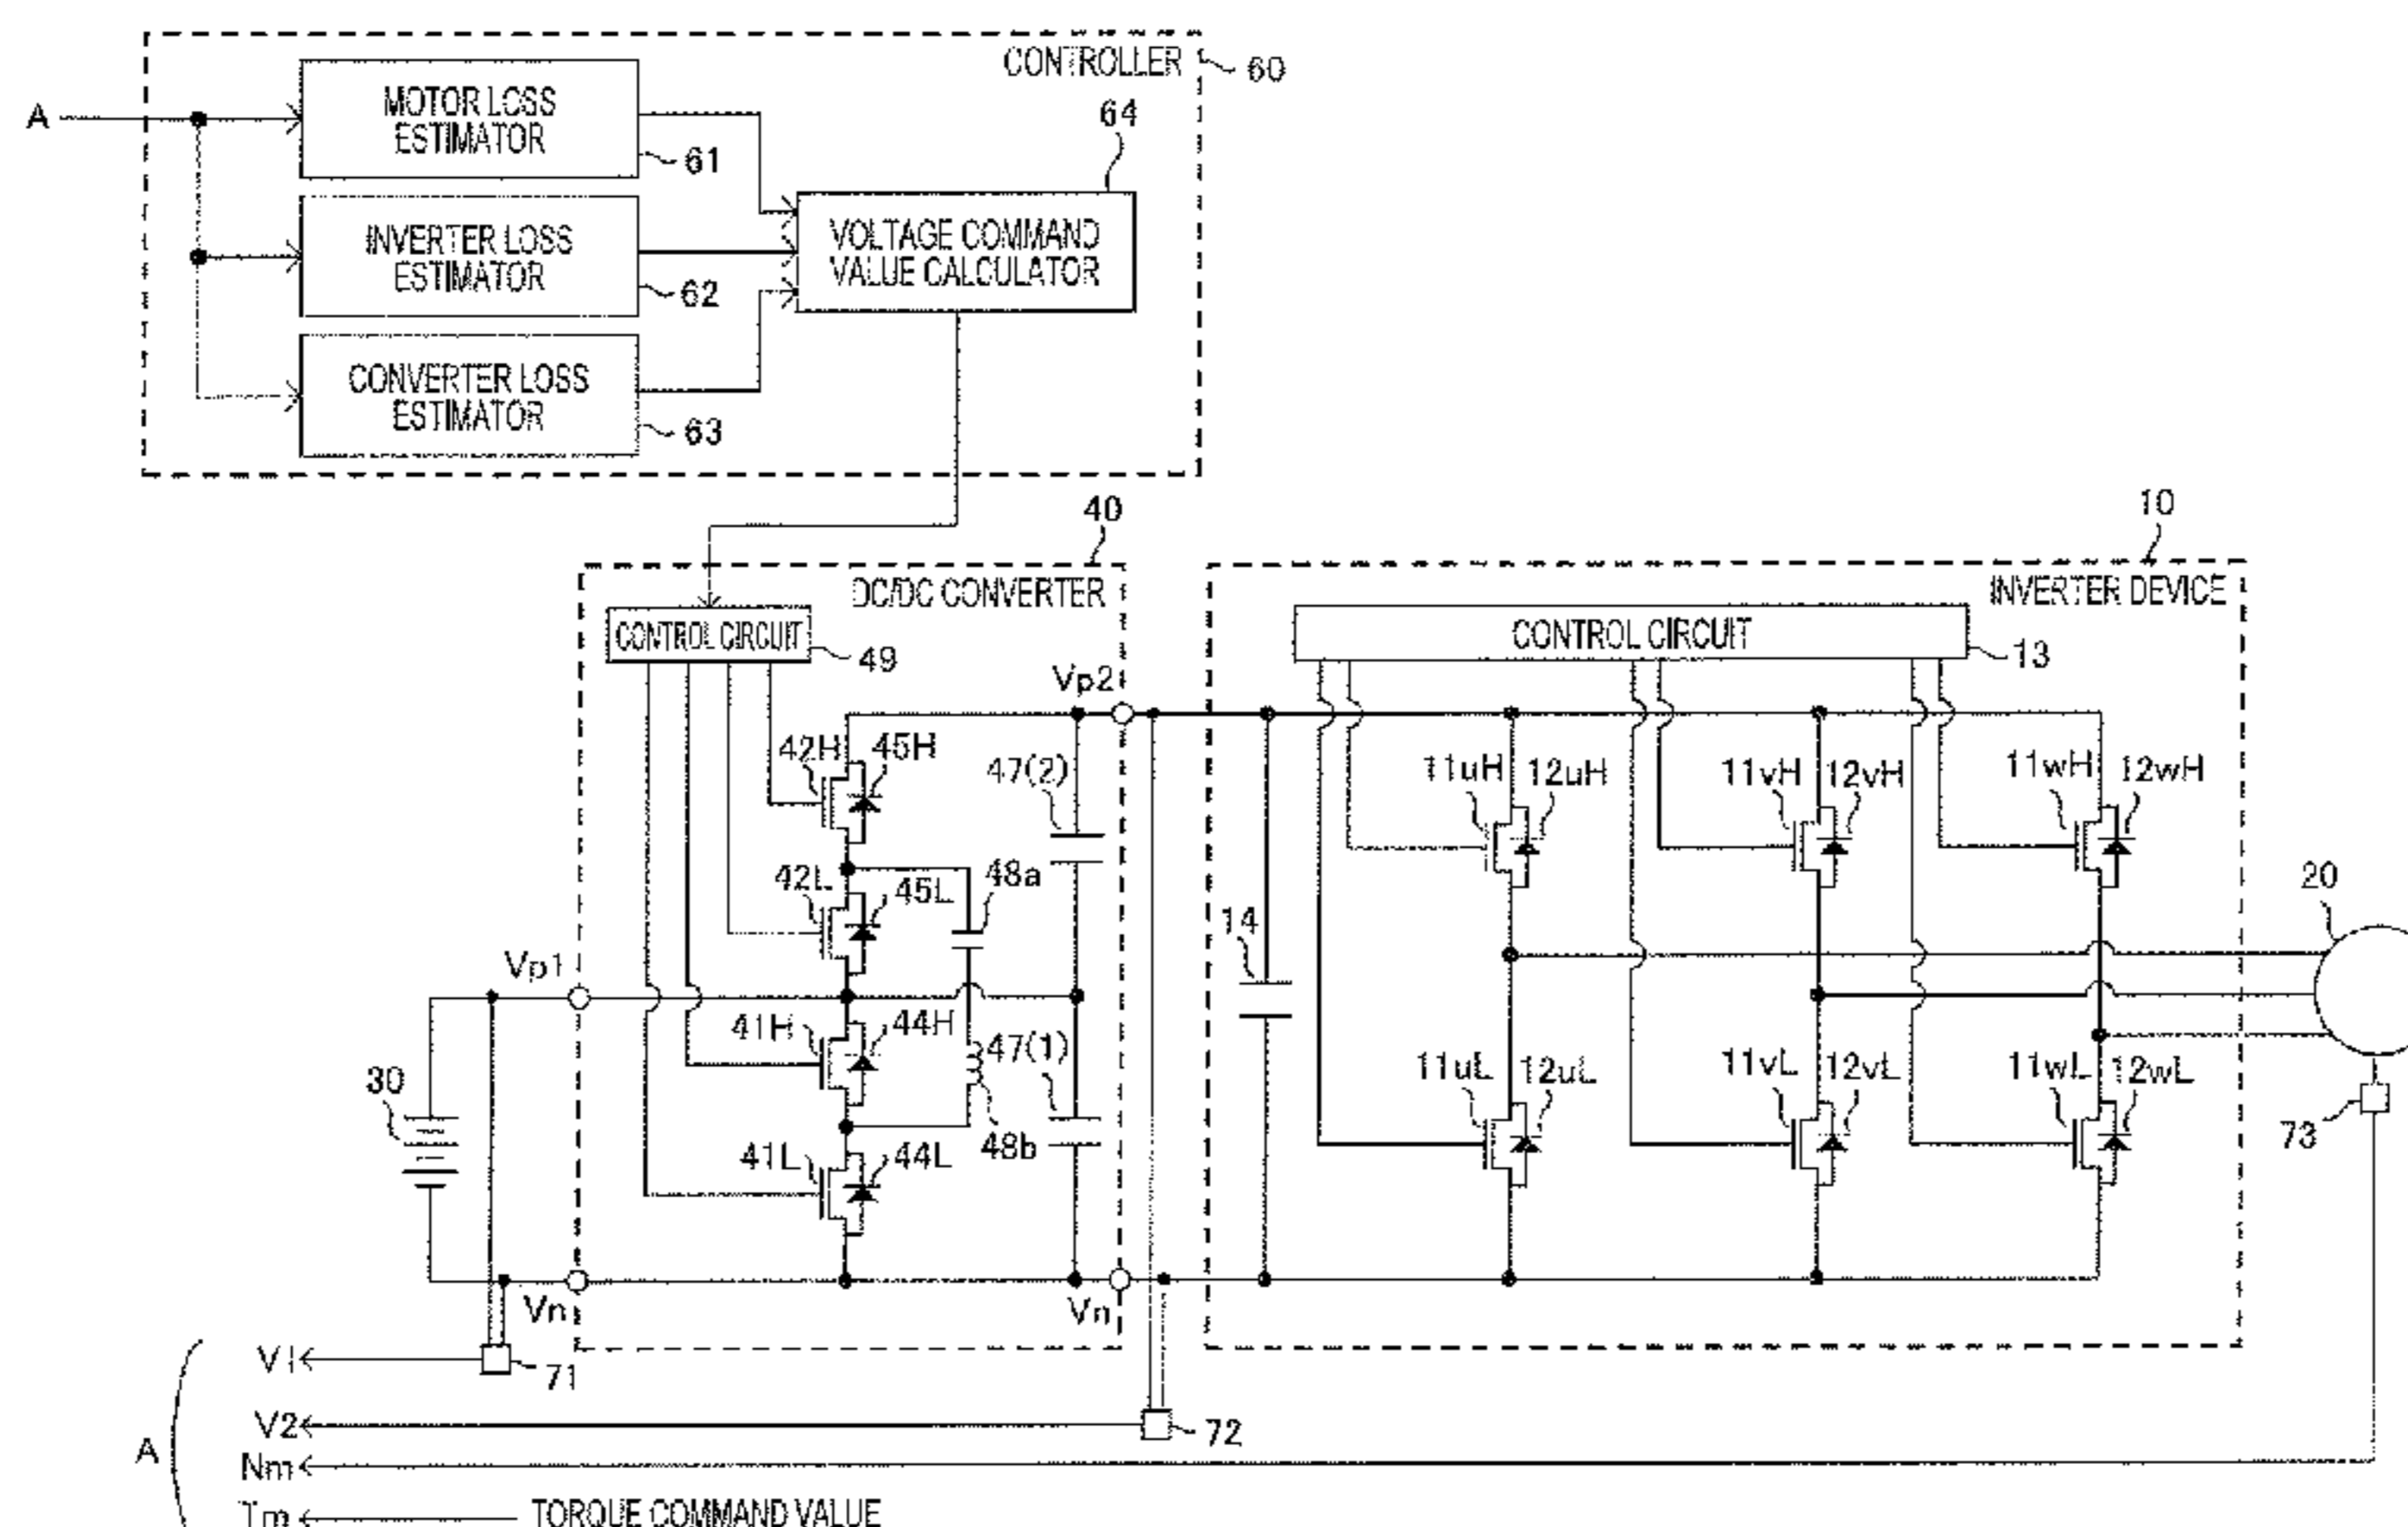 CONTROLLER
60
A
MOTOR LOSS
ESTIMATOR
61
64
INVERTER LOSS
ESTIMATOR
62
VOLTAGE COMMAND
VALUE CALCULATOR
CONVERTER LOSS
ESTIMATOR
63
40
10
DC/DC CONVERTER
INVERTER DEVICE
CONTROL CIRCUIT
49
CONTROL CIRCUIT
13
Vp2
42H
45H
47(2)
11uH
12uH
11vH
12vH
11wH
12wH
42L
45L
48a
14
20
Vp1
41H
44H
47(1)
30
11uL
12uL
11vL
12vL
11wL
12wL
73
41L
44L
48b
Vn
Vn
A
V1
71
V2
72
Nm
Tm
TORQUE COMMAND VALUE